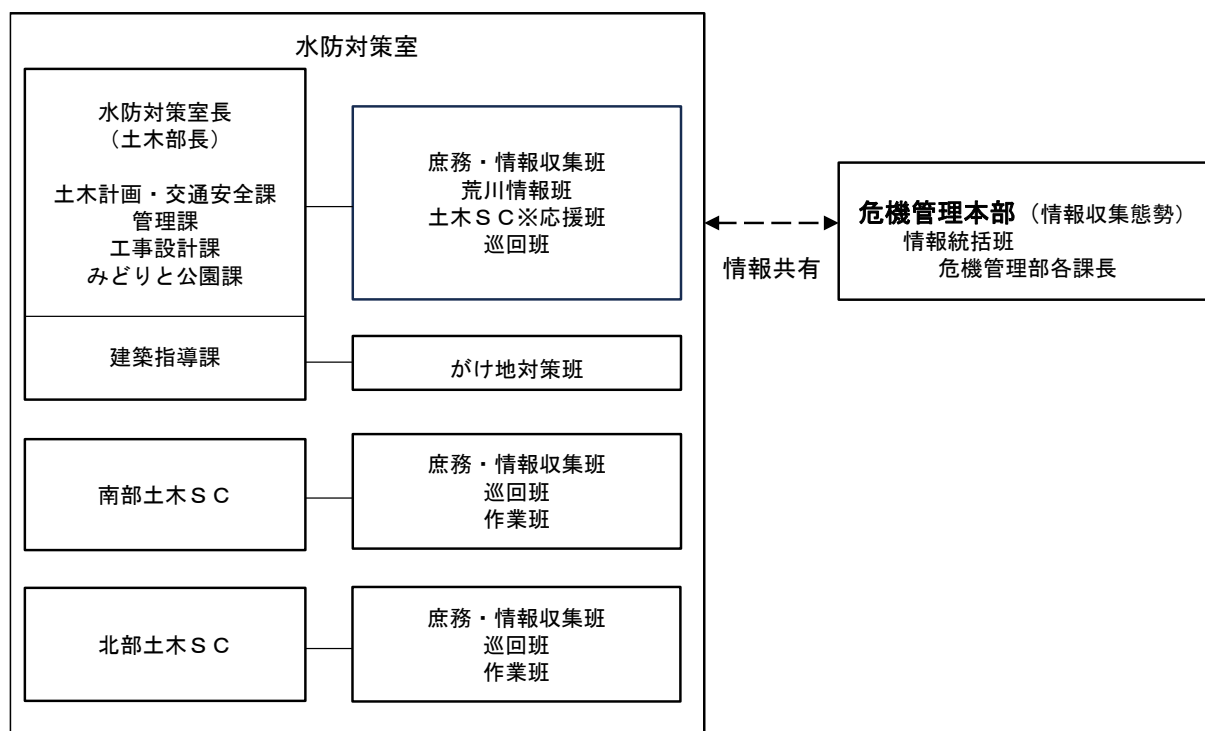 水防対策室
水防対策室長
（土木部長）
土木計画・交通安全課
管理課
工事設計課
みどりと公園課
庶務・情報収集班
荒川情報班
土木ＳＣ※応援班
巡回班
建築指導課
がけ地対策班
南部土木ＳＣ
庶務・情報収集班
巡回班
作業班
北部土木ＳＣ
庶務・情報収集班
巡回班
作業班
情報共有
危機管理本部（情報収集態勢）
情報統括班
危機管理部各課長